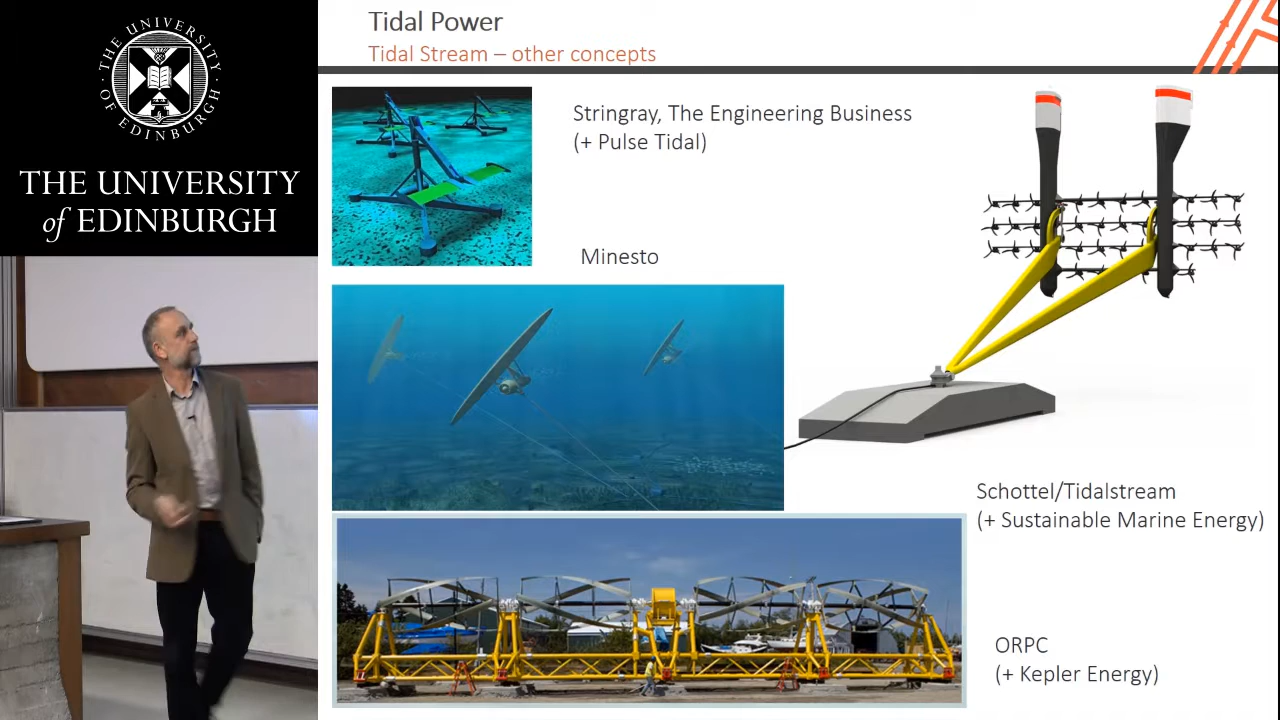 THE UNIVERSITY
OF EDINBURGH
THE UNIVERSITY
of EDINBURGH
Tidal Power
Tidal Stream – other concepts
Stringray, The Engineering Business
(+ Pulse Tidal)
Minesto
Schottel/Tidalstream
(+ Sustainable Marine Energy)
ORPC
(+ Kepler Energy)